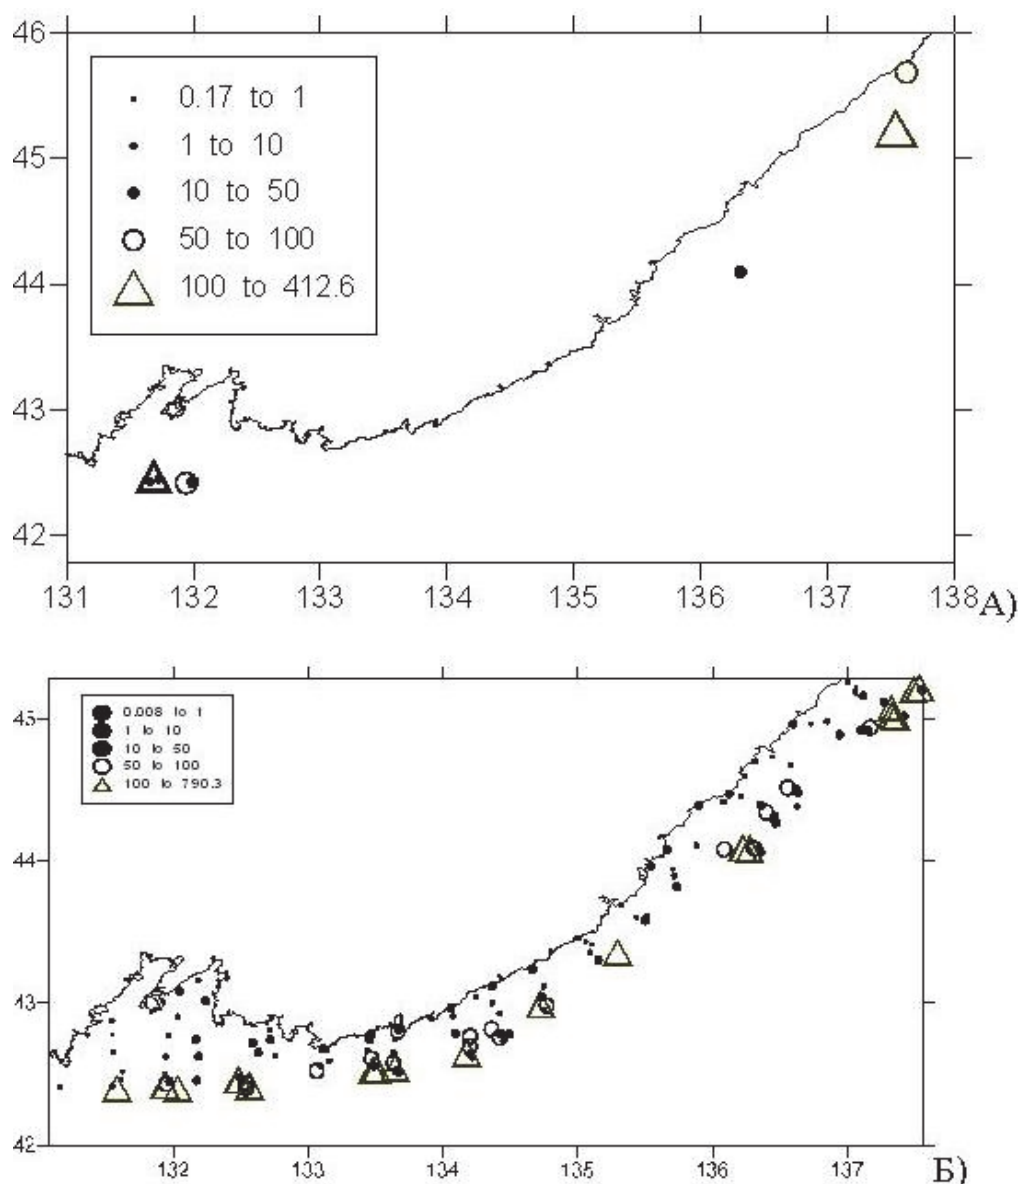 46
0.17 to 1
1 to 10
45
10 to 50
50 to 100
44
100 to 412.6
43
42
131 132 133 134 135 136 137 138 А)
45
0.008 to 1
1 to 10
10 to 50
50 to 100
100 to 790.3
44
43
42
132 133 134 135 136 137 Б)